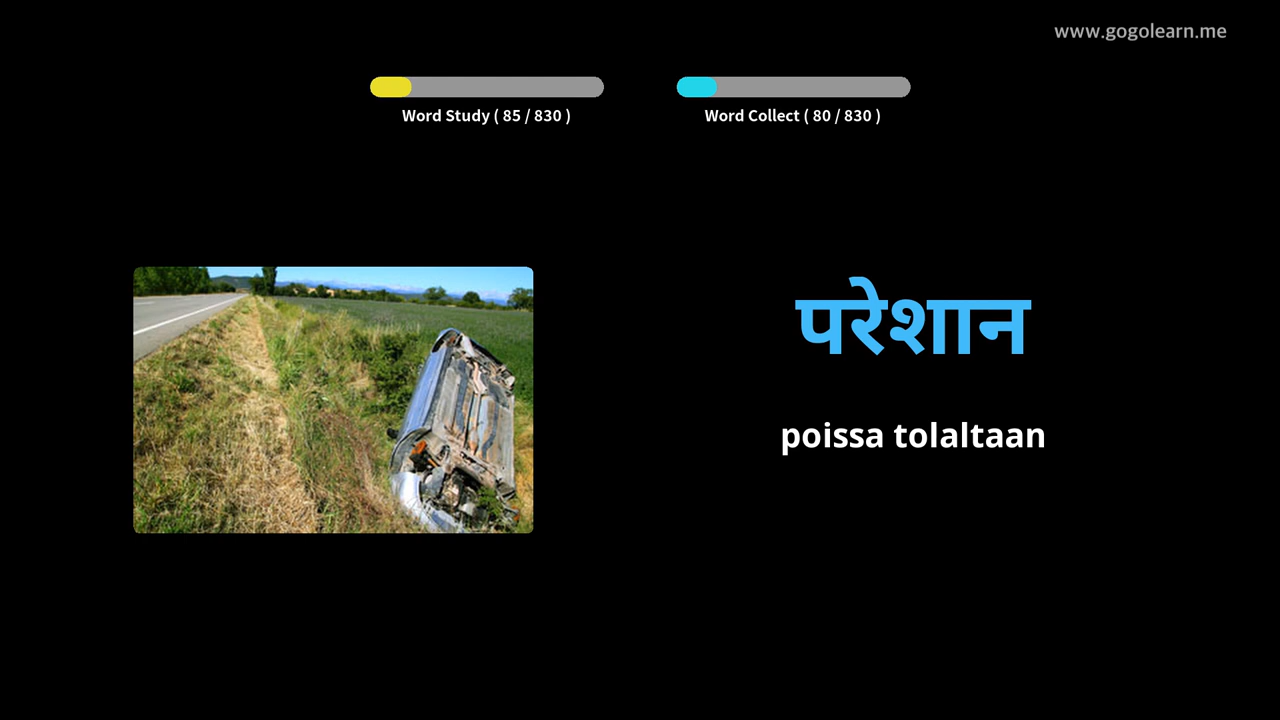 www.gogolearn.me
Word Study ( 85 / 830 )
Word Collect ( 80 / 830 )
परेशान
poissa tolaltaan